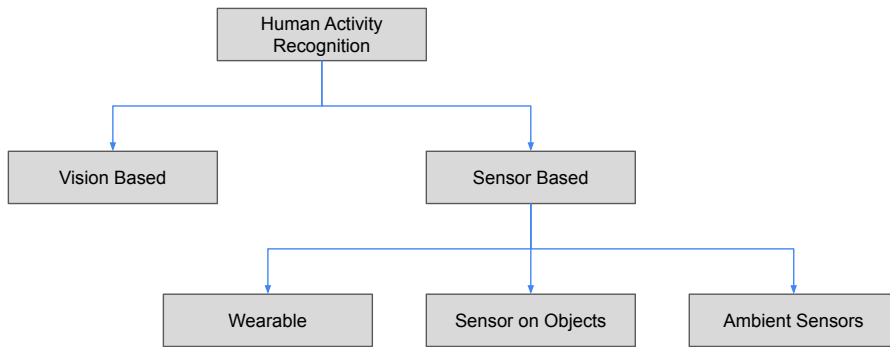 Human Activity
Recognition
Vision Based
Sensor Based
Wearable
Sensor on Objects
Ambient Sensors